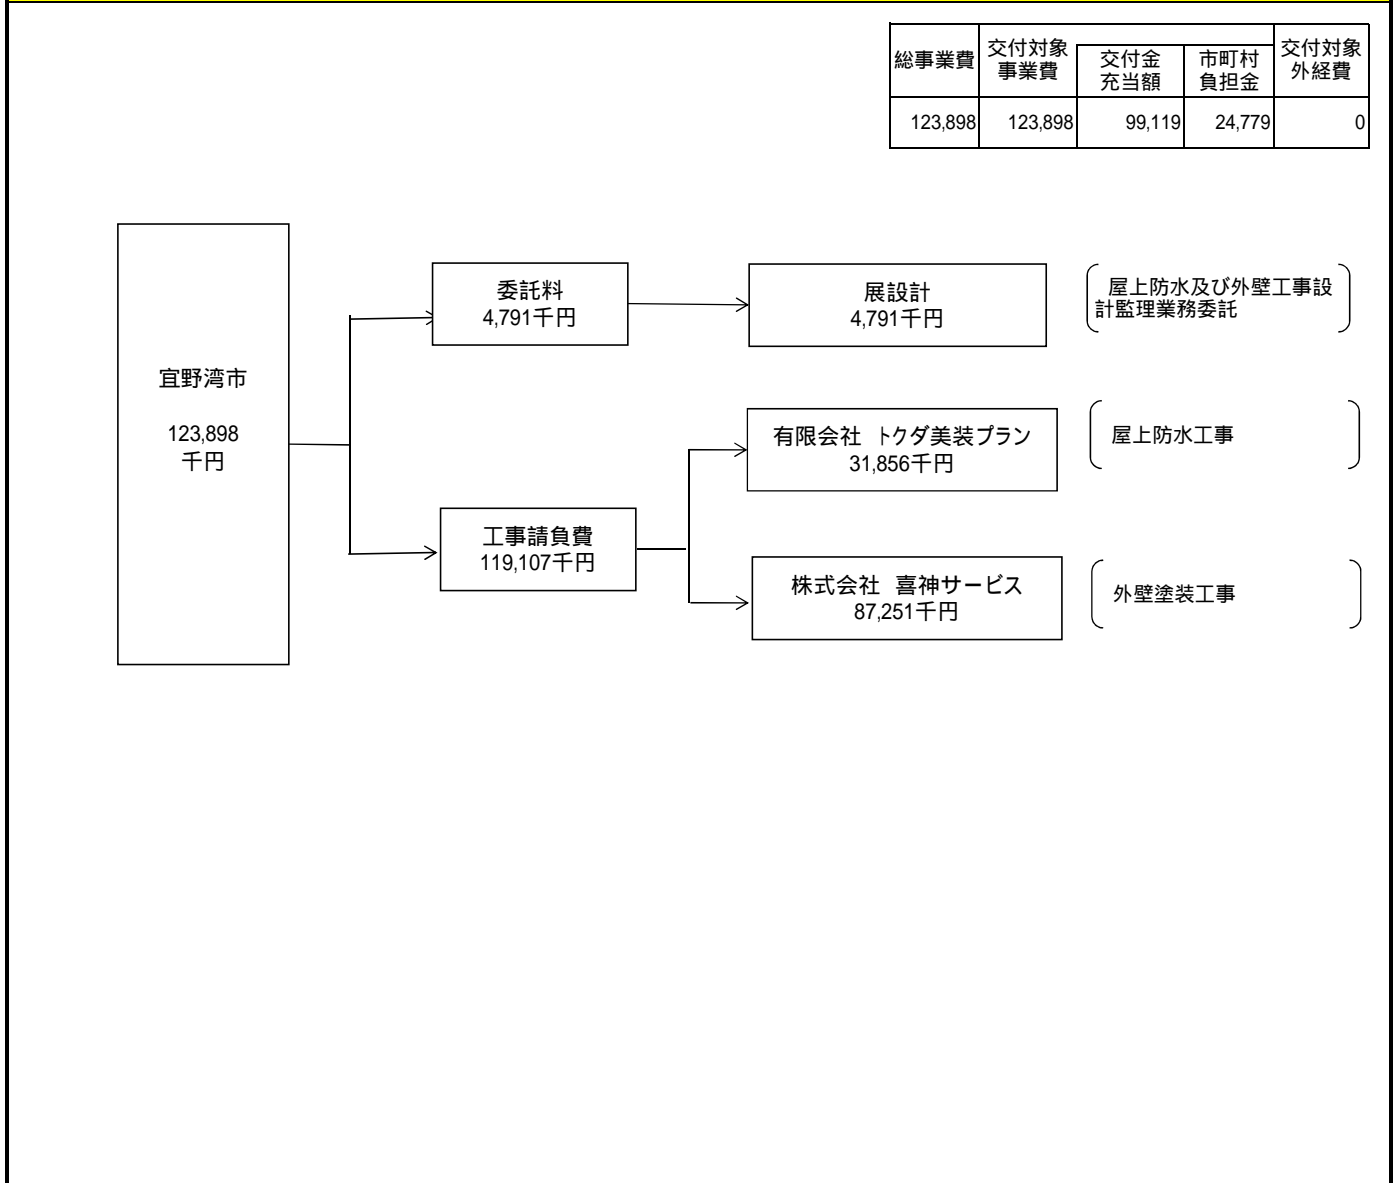 総事業費
交付対象
事業費
交付金
充当額
市町村
負担金
交付対象
外経費
123,898
123,898
99,119
24,779
0
宜野湾市
123,898
千円
委託料
4,791千円
展設計
4,791千円
屋上防水及び外壁工事設
計監理業務委託
有限会社 トクダ美装プラン
31,856千円
屋上防水工事
工事請負費
119,107千円
株式会社 喜神サービス
87,251千円
外壁塗装工事